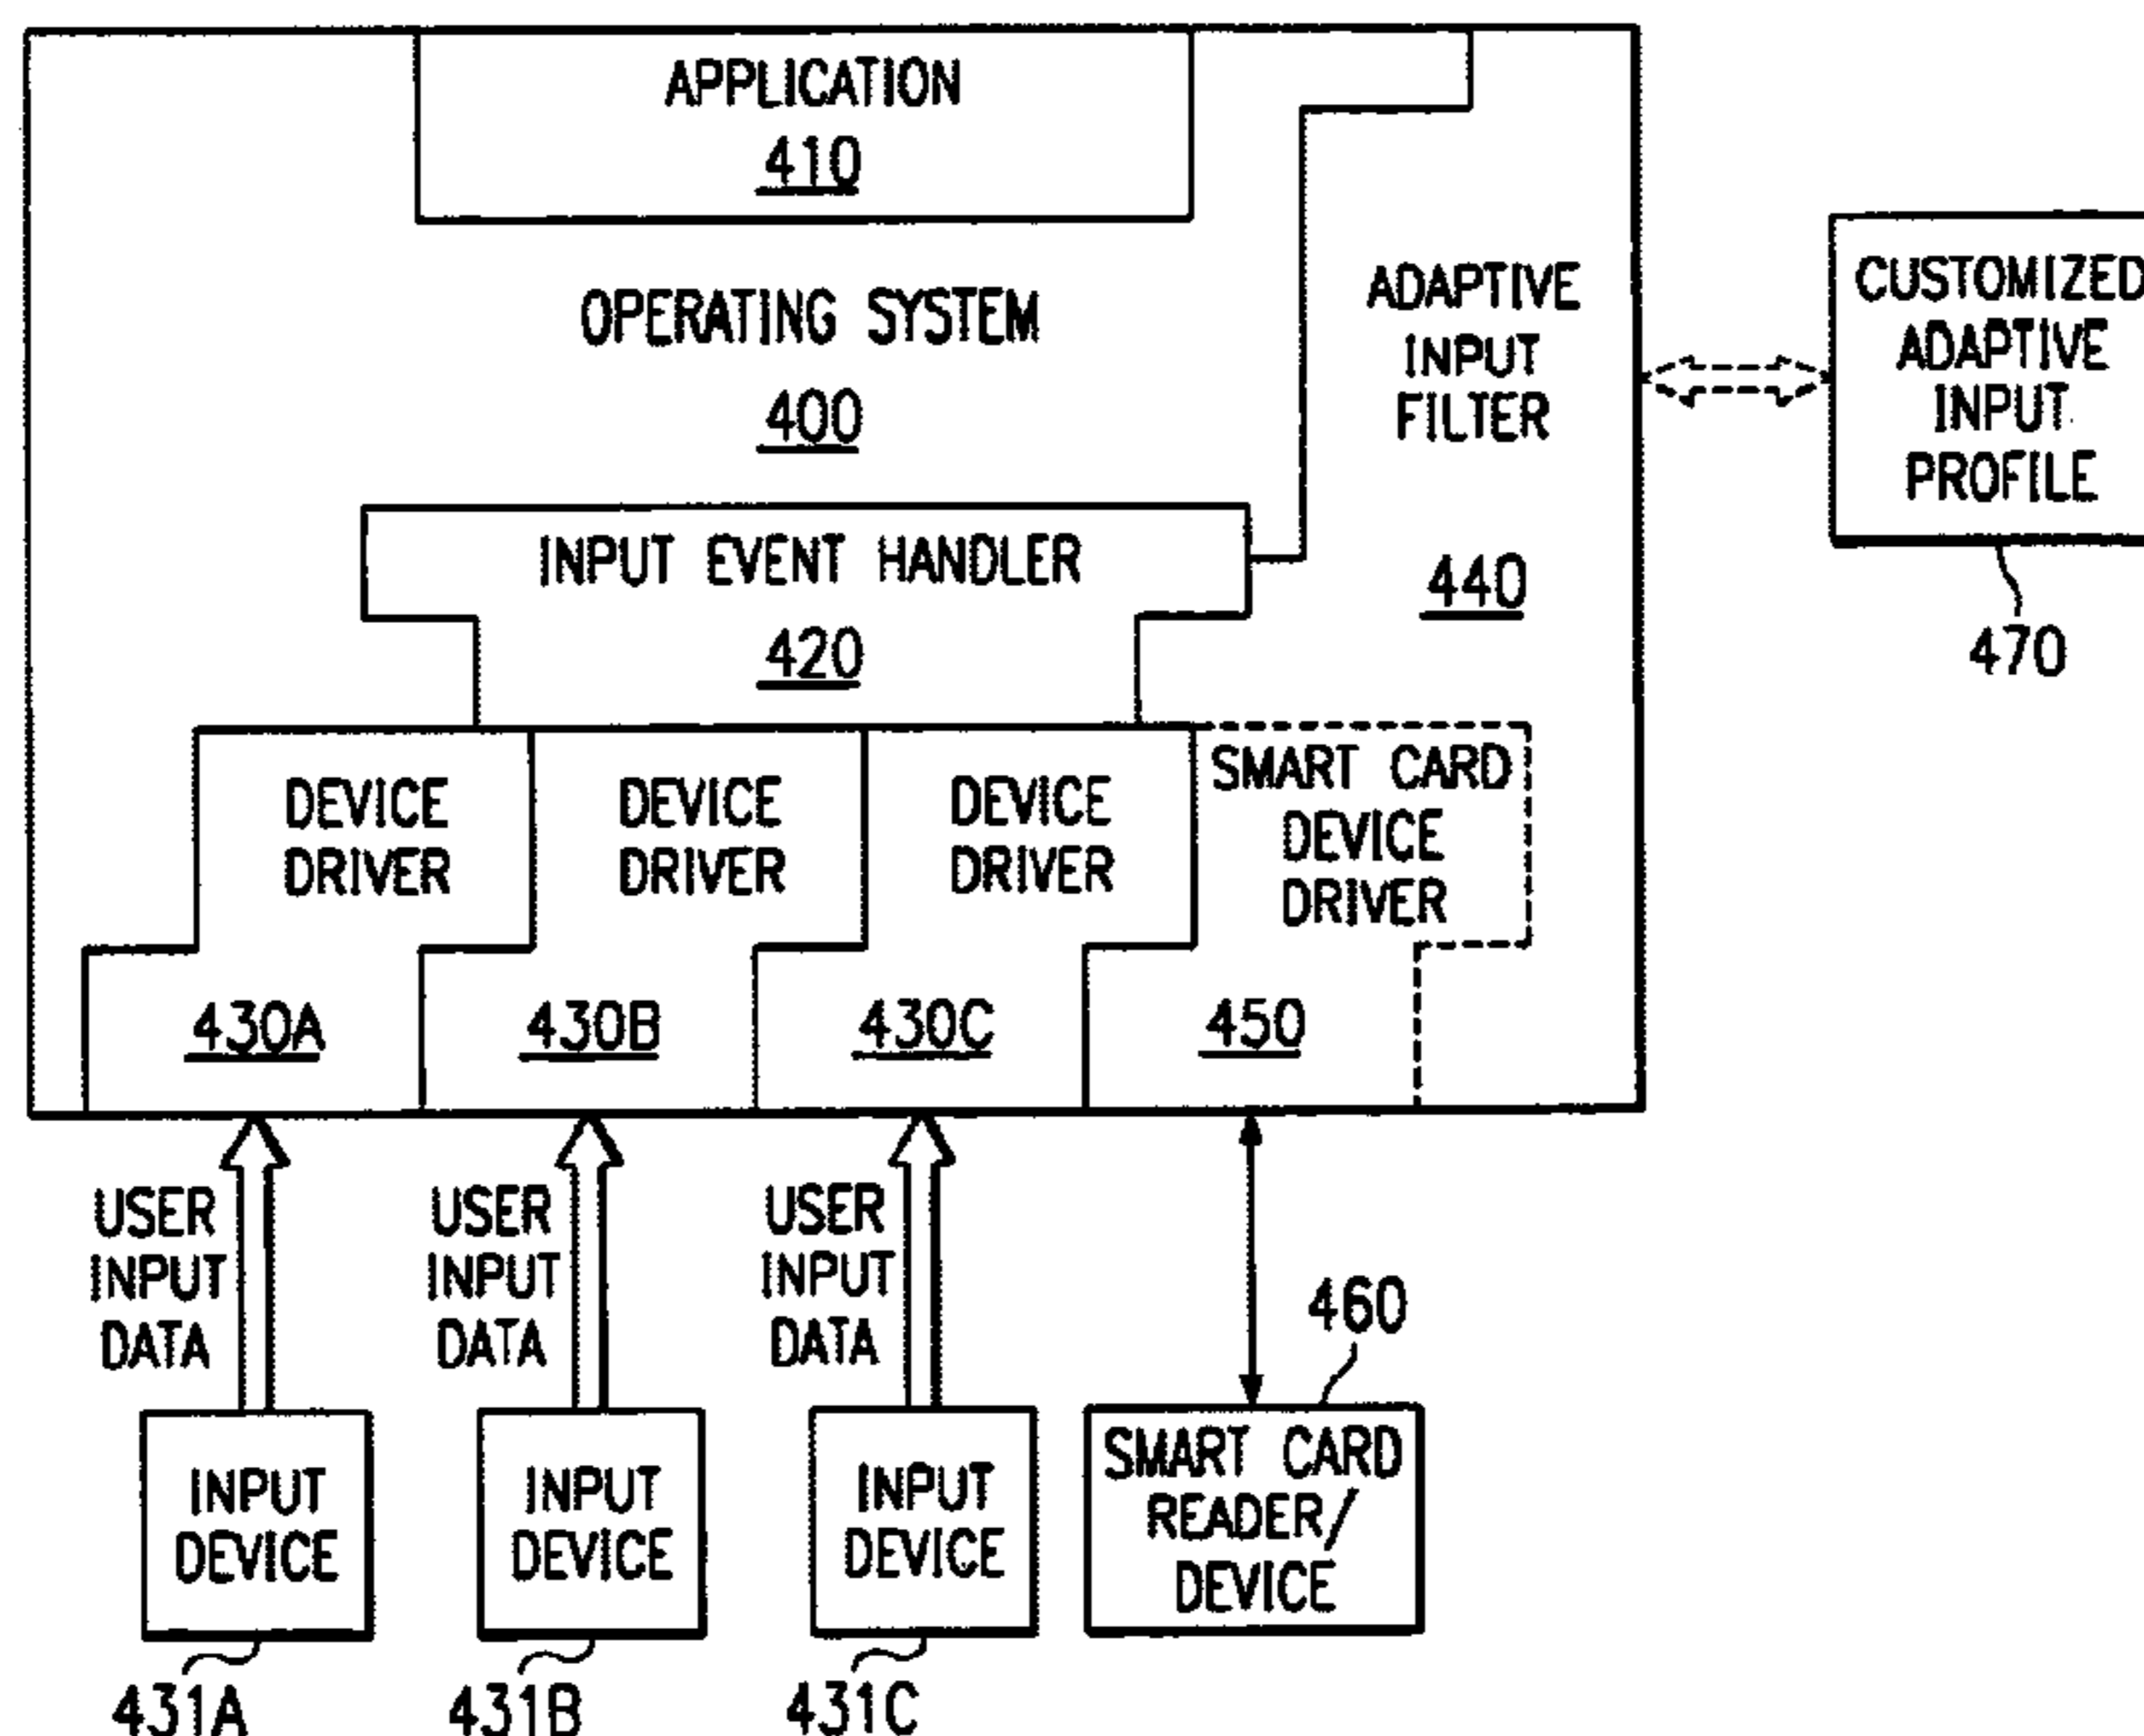 APPLICATION
410
OPERATING SYSTEM
400
ADAPTIVE
INPUT
FILTER
440
CUSTOMIZED
ADAPTIVE
INPUT
PROFILE
470
INPUT EVENT HANDLER
420
DEVICE
DRIVER
430A
DEVICE
DRIVER
430B
DEVICE
DRIVER
430C
SMART CARD
DEVICE
DRIVER
450
USER
INPUT
DATA
USER
INPUT
DATA
USER
INPUT
DATA
460
INPUT
DEVICE
431A
INPUT
DEVICE
431B
INPUT
DEVICE
431C
SMART CARD
READER/
DEVICE